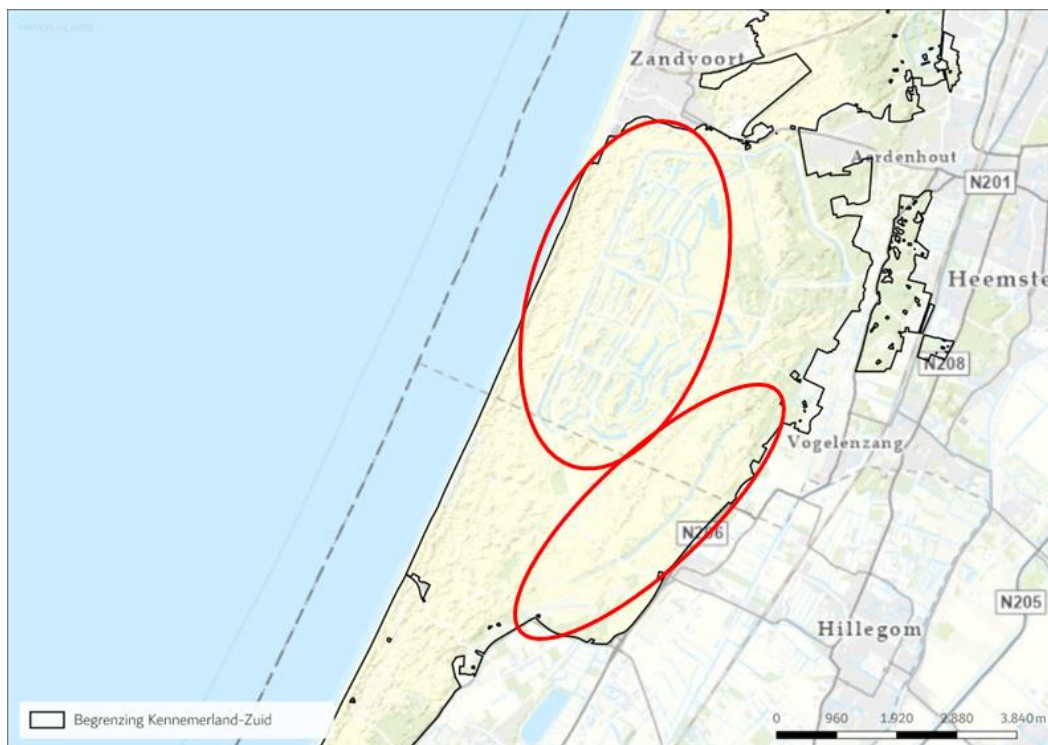 Zandvoort
Aerdenhout
N201
Heemste
N208
Vogelenzang
N206
N205
Hillegom
Begrenzing Kennemerland-Zuid
0 960 1.920 2.880 3.840 m